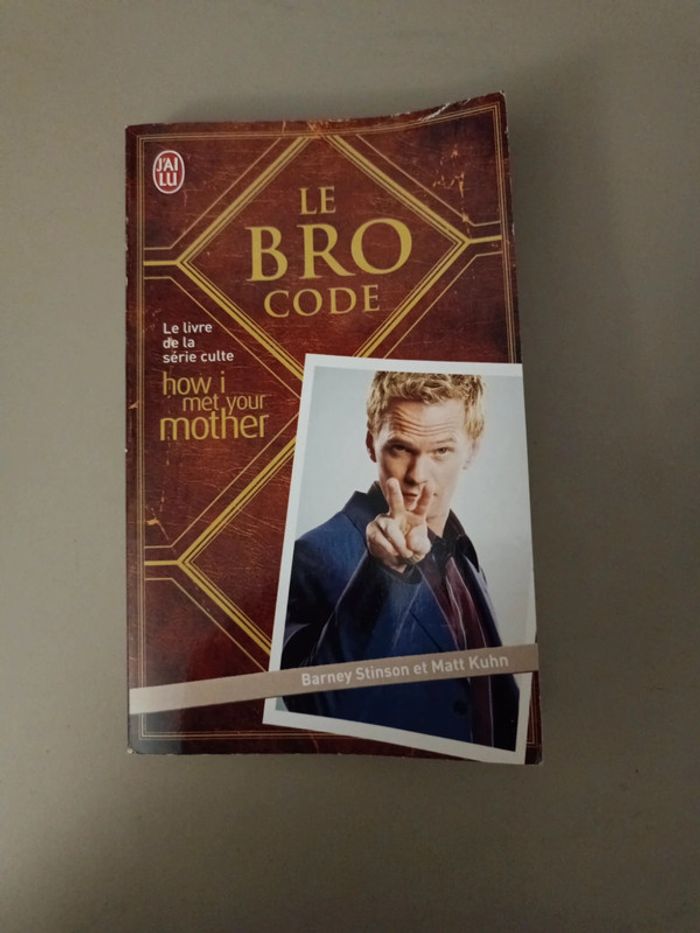 J'AI
LU
LE
BRO
CODE
Le livre
de la
série culte
how i
met your
mother
Barney Stinson et Matt Kuhn